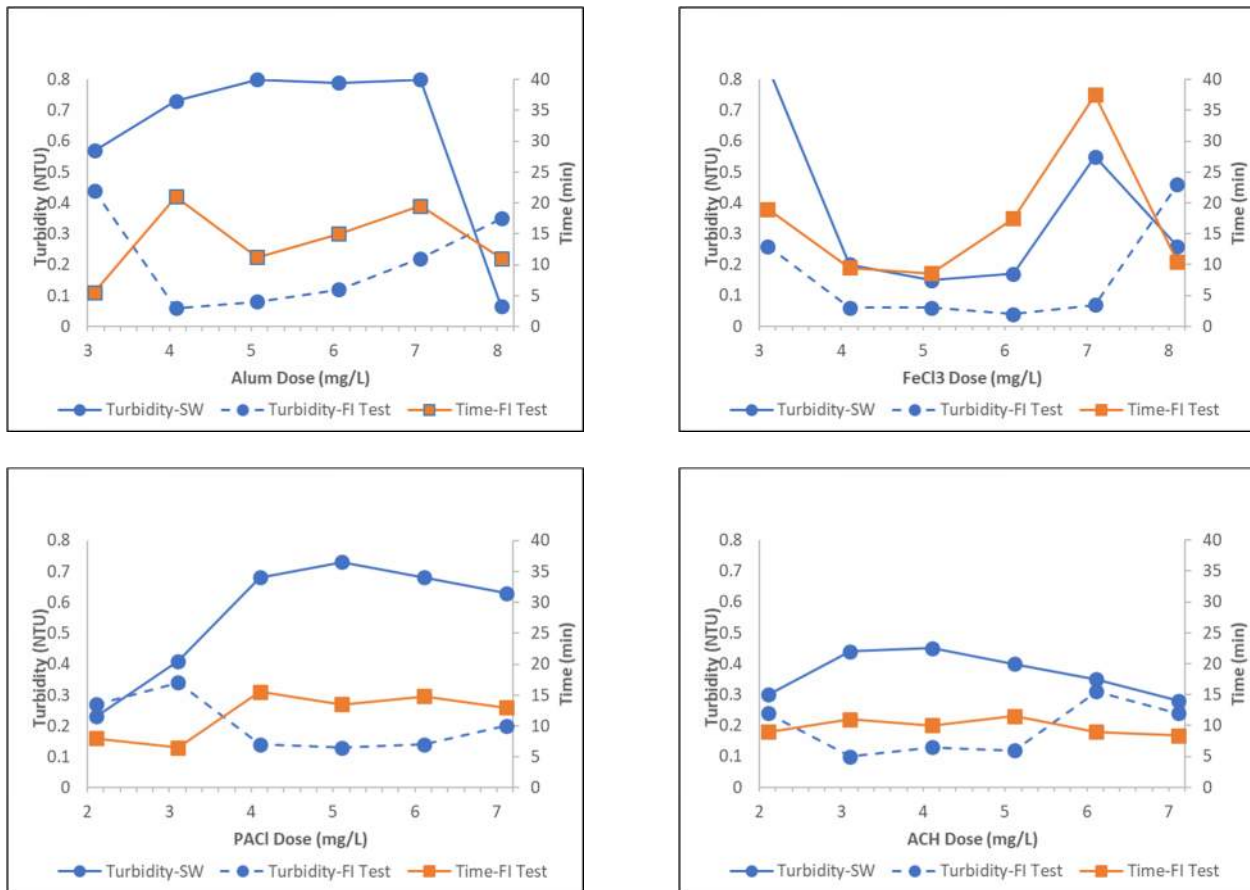 0.8 40
0.7 35
0.6 30
0.5 25
0.4 20
0.3 15
0.2 10
0.1 5
0 0
Turbidity (NTU)
Time (min)
3 4 5 6 7 8
Alum Dose (mg/L)
Turbidity-SW Turbidity-FI Test Time-FI Test
0.8 40
0.7 35
0.6 30
0.5 25
0.4 20
0.3 15
0.2 10
0.1 5
0 0
Turbidity (NTU)
Time (min)
3 4 5 6 7 8
FeCl3 Dose (mg/L)
Turbidity-SW Turbidity-FI Test Time-FI Test
0.8 40
0.7 35
0.6 30
0.5 25
0.4 20
0.3 15
0.2 10
0.1 5
0 0
Turbidity (NTU)
Time (min)
2 3 4 5 6 7
PACl Dose (mg/L)
Turbidity-SW Turbidity-FI Test Time-FI Test
0.8 40
0.7 35
0.6 30
0.5 25
0.4 20
0.3 15
0.2 10
0.1 5
0 0
Turbidity (NTU)
Time (min)
2 3 4 5 6 7
ACH Dose (mg/L)
Turbidity-SW Turbidity-FI Test Time-FI Test